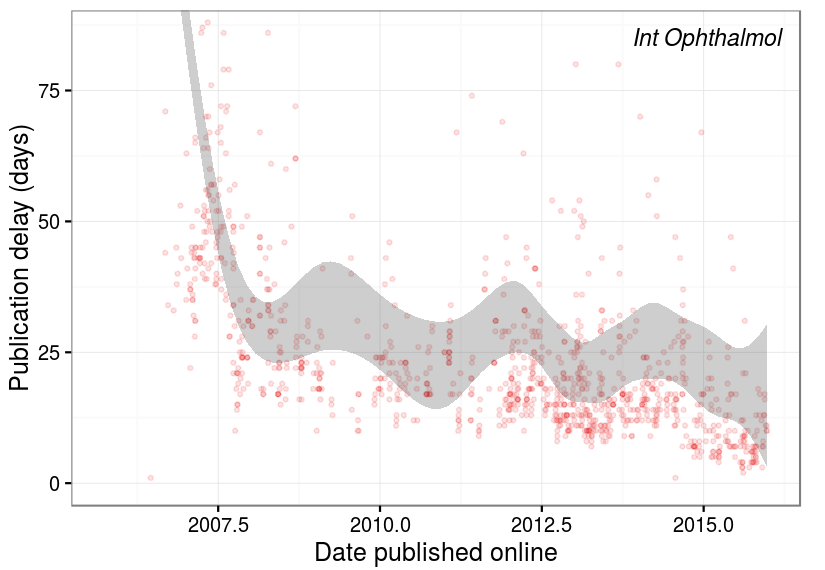 Int Ophthalmol
Publication delay (days)
75
50
25
0
2007.5 2010.0 2012.5 2015.0
Date published online